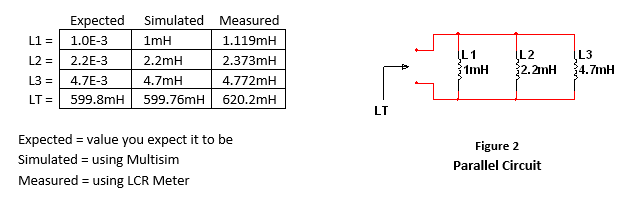 Expected Simulated Measured
L1 = 1.0E-3 1mH 1.119mH
L2 = 2.2E-3 2.2mH 2.373mH
L3 = 4.7E-3 4.7mH 4.772mH
LT = 599.8mH 599.76mH 620.2mH
Expected = value you expect it to be
Simulated = using Multisim
Measured = using LCR Meter
L1 L2 L3
1mH 2.2mH 4.7mH
LT
Figure 2
Parallel Circuit